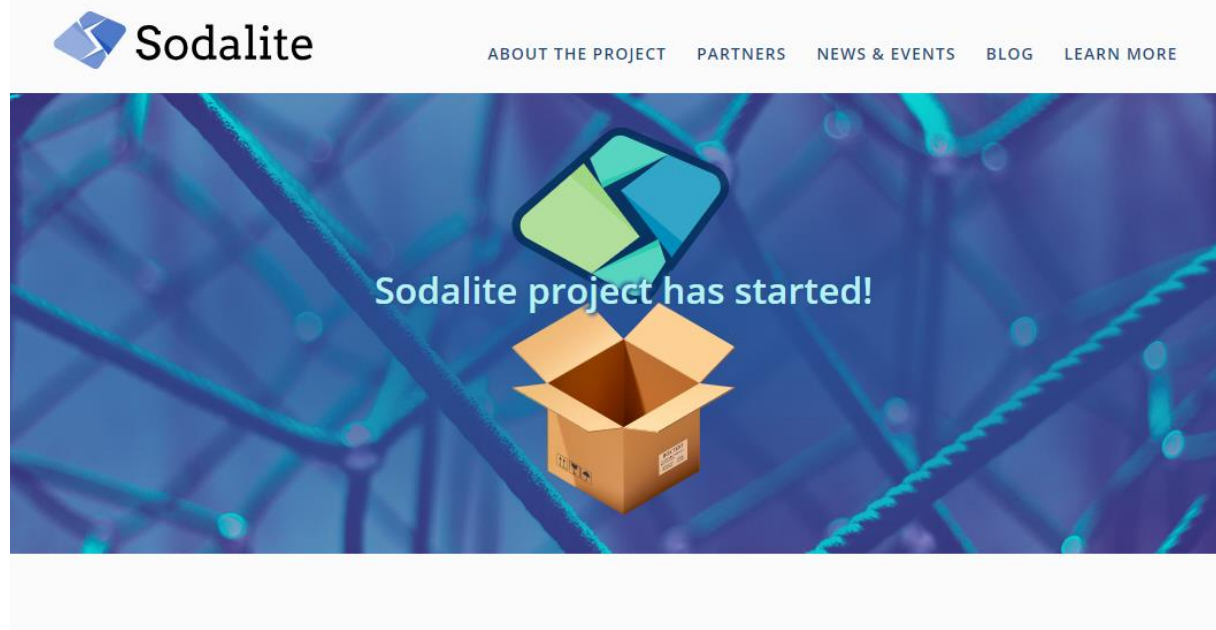 Sodalite
ABOUT THE PROJECT PARTNERS NEWS & EVENTS BLOG LEARN MORE
Sodalite project has started!